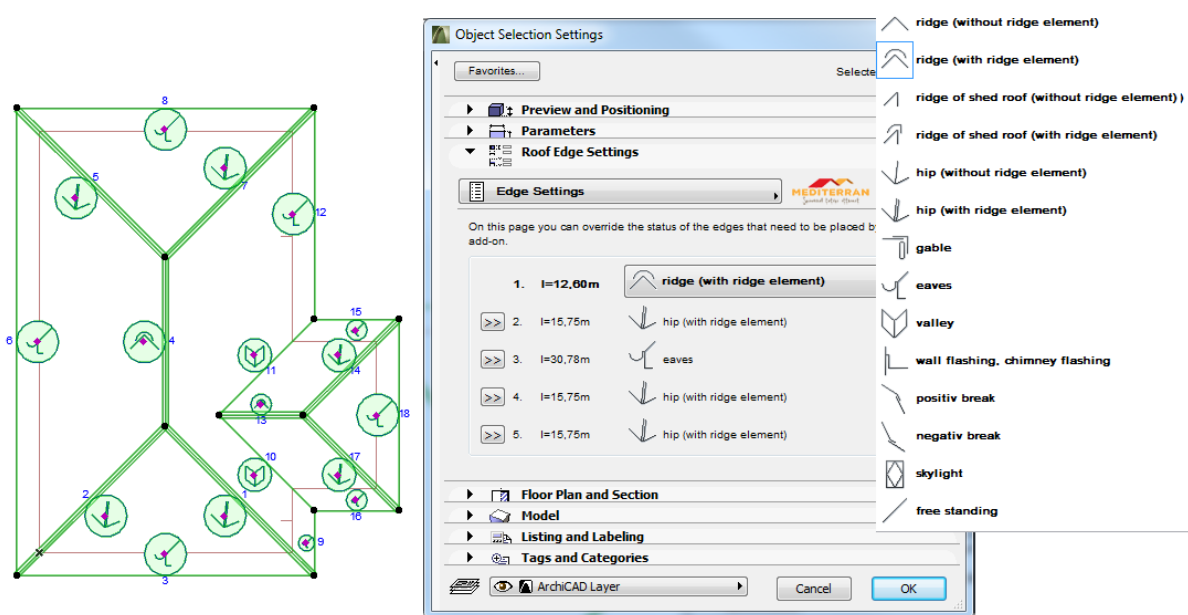 8
5
7
12
15
6
4
11
14
13
18
10
17
2
1
16
9
3
Object Selection Settings
Favorites...
Selecte
Preview and Positioning
Parameters
Roof Edge Settings
Edge Settings
MEDITERRAN
On this page you can override the status of the edges that need to be placed by
add-on.
1. l=12,60m ridge (with ridge element)
>> 2. l=15,75m hip (with ridge element)
>> 3. l=30,78m eaves
>> 4. l=15,75m hip (with ridge element)
>> 5. l=15,75m hip (with ridge element)
Floor Plan and Section
Model
Listing and Labeling
Tags and Categories
ArchiCAD Layer
Cancel
OK
ridge (without ridge element)
ridge (with ridge element)
ridge of shed roof (without ridge element))
ridge of shed roof (with ridge element)
hip (without ridge element)
hip (with ridge element)
gable
eaves
valley
wall flashing, chimney flashing
positiv break
negativ break
skylight
free standing